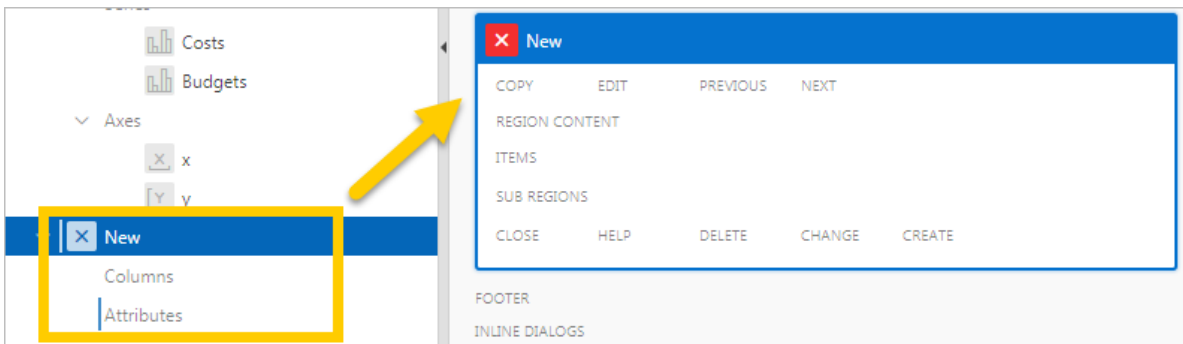 Costs
Budgets
Axes
x
y
New
Columns
Attributes
New
COPY EDIT PREVIOUS NEXT
REGION CONTENT
ITEMS
SUB REGIONS
CLOSE HELP DELETE CHANGE CREATE
FOOTER
INLINE DIALOGS